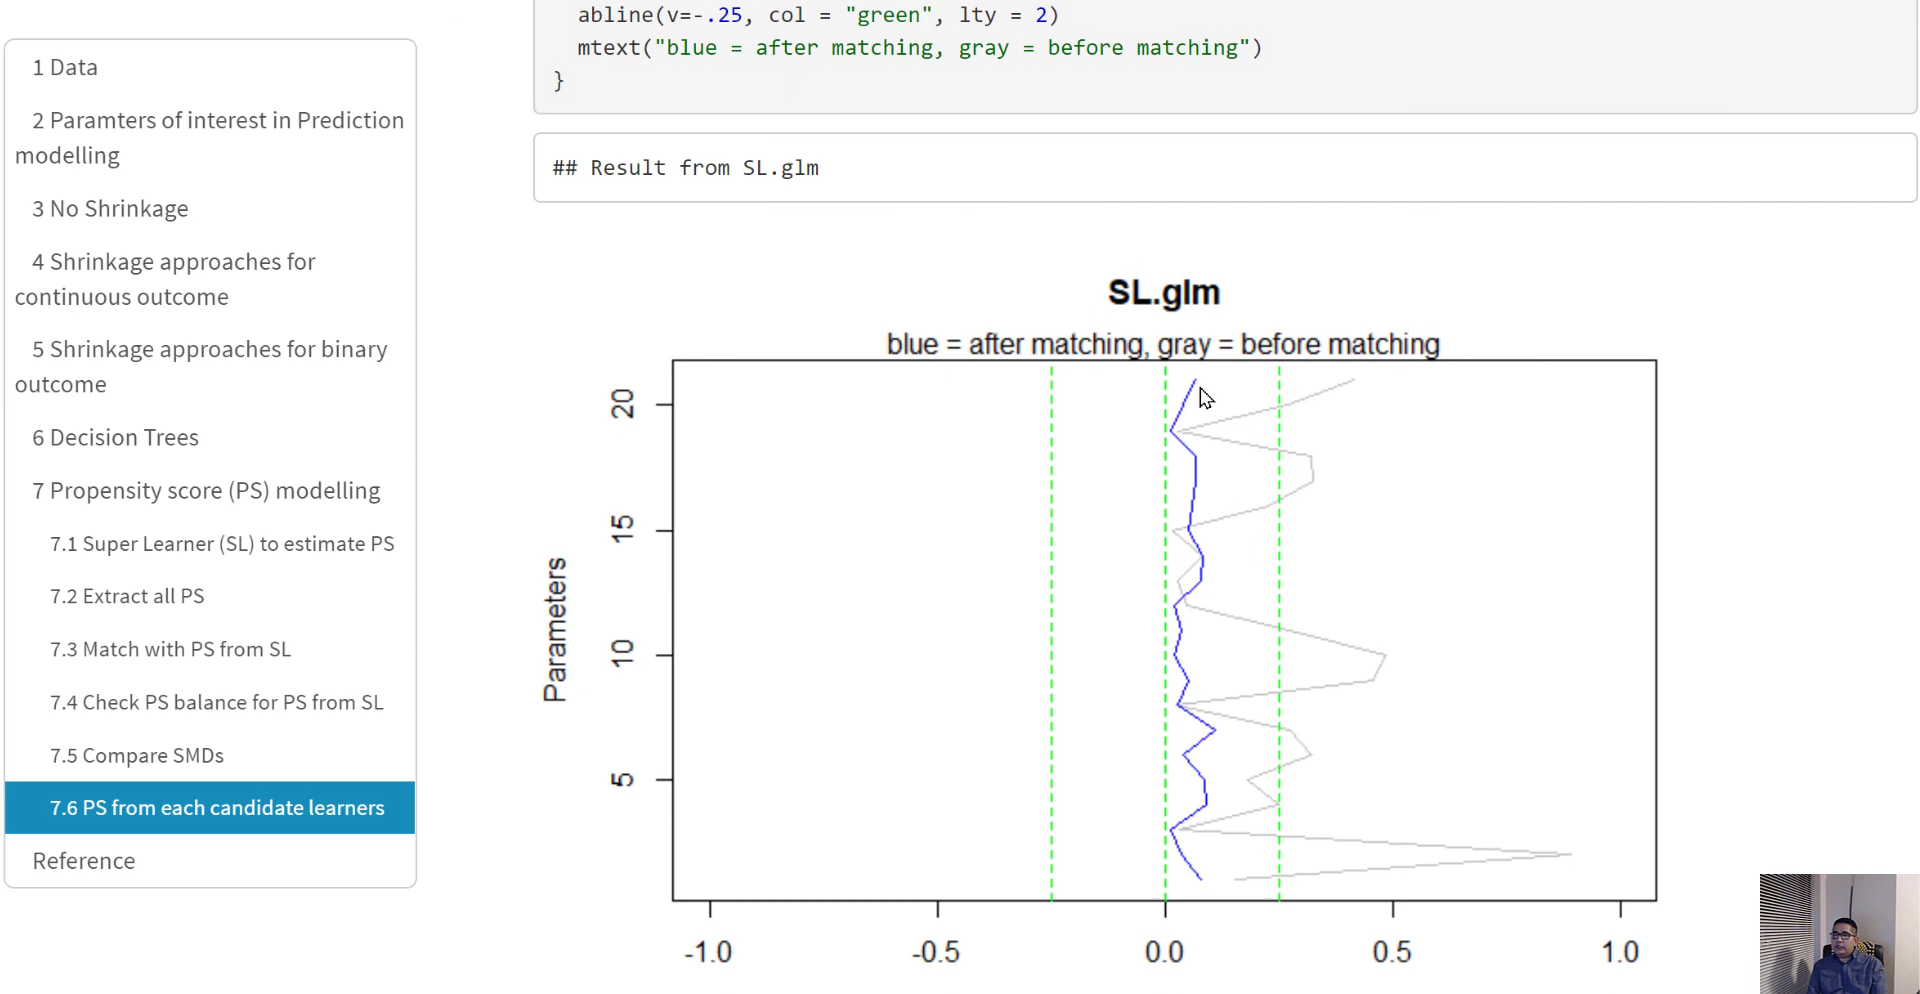 abline(v=-.25, col = "green", lty = 2)
mtext("blue = after matching, gray = before matching")
}
1 Data
2 Paramters of interest in Prediction
modelling
3 No Shrinkage
4 Shrinkage approaches for
continuous outcome
5 Shrinkage approaches for binary
outcome
6 Decision Trees
7 Propensity score (PS) modelling
7.1 Super Learner (SL) to estimate PS
7.2 Extract all PS
7.3 Match with PS from SL
7.4 Check PS balance for PS from SL
7.5 Compare SMDs
7.6 PS from each candidate learners
Reference
## Result from SL.glm
SL.glm
blue = after matching, gray = before matching
Parameters
20
15
10
5
-1.0
-0.5
0.0
0.5
1.0